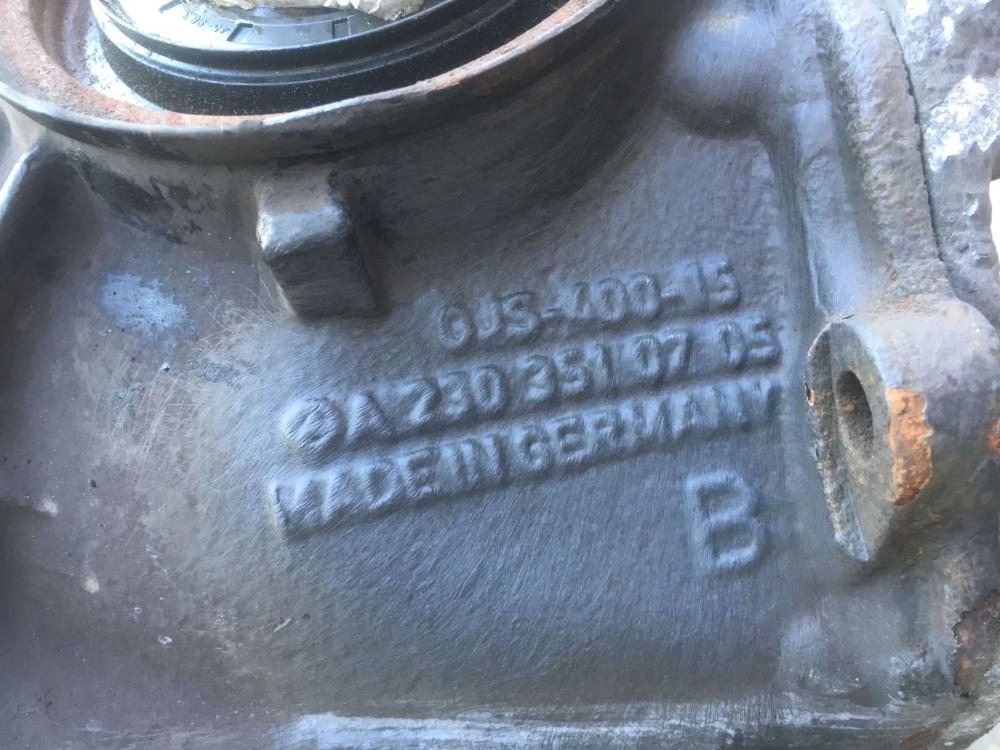 GJS-400-15
A 230 351 07 05
MADE IN GERMANY
B